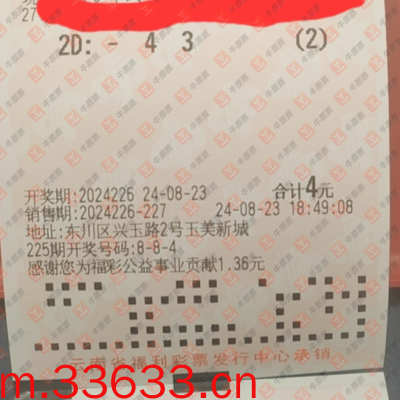 27
2D: - 4 3 (2)
开奖期:2024226 24-08-23 合计4元
销售期:2024226-227 24-08-23 18:49:08
地址:东川区兴玉路2号玉美新城
225期开奖号码:8-8-4
感谢您为福彩公益事业贡献1.36元
云南省福利彩票发行中心承销
m.33633.cn